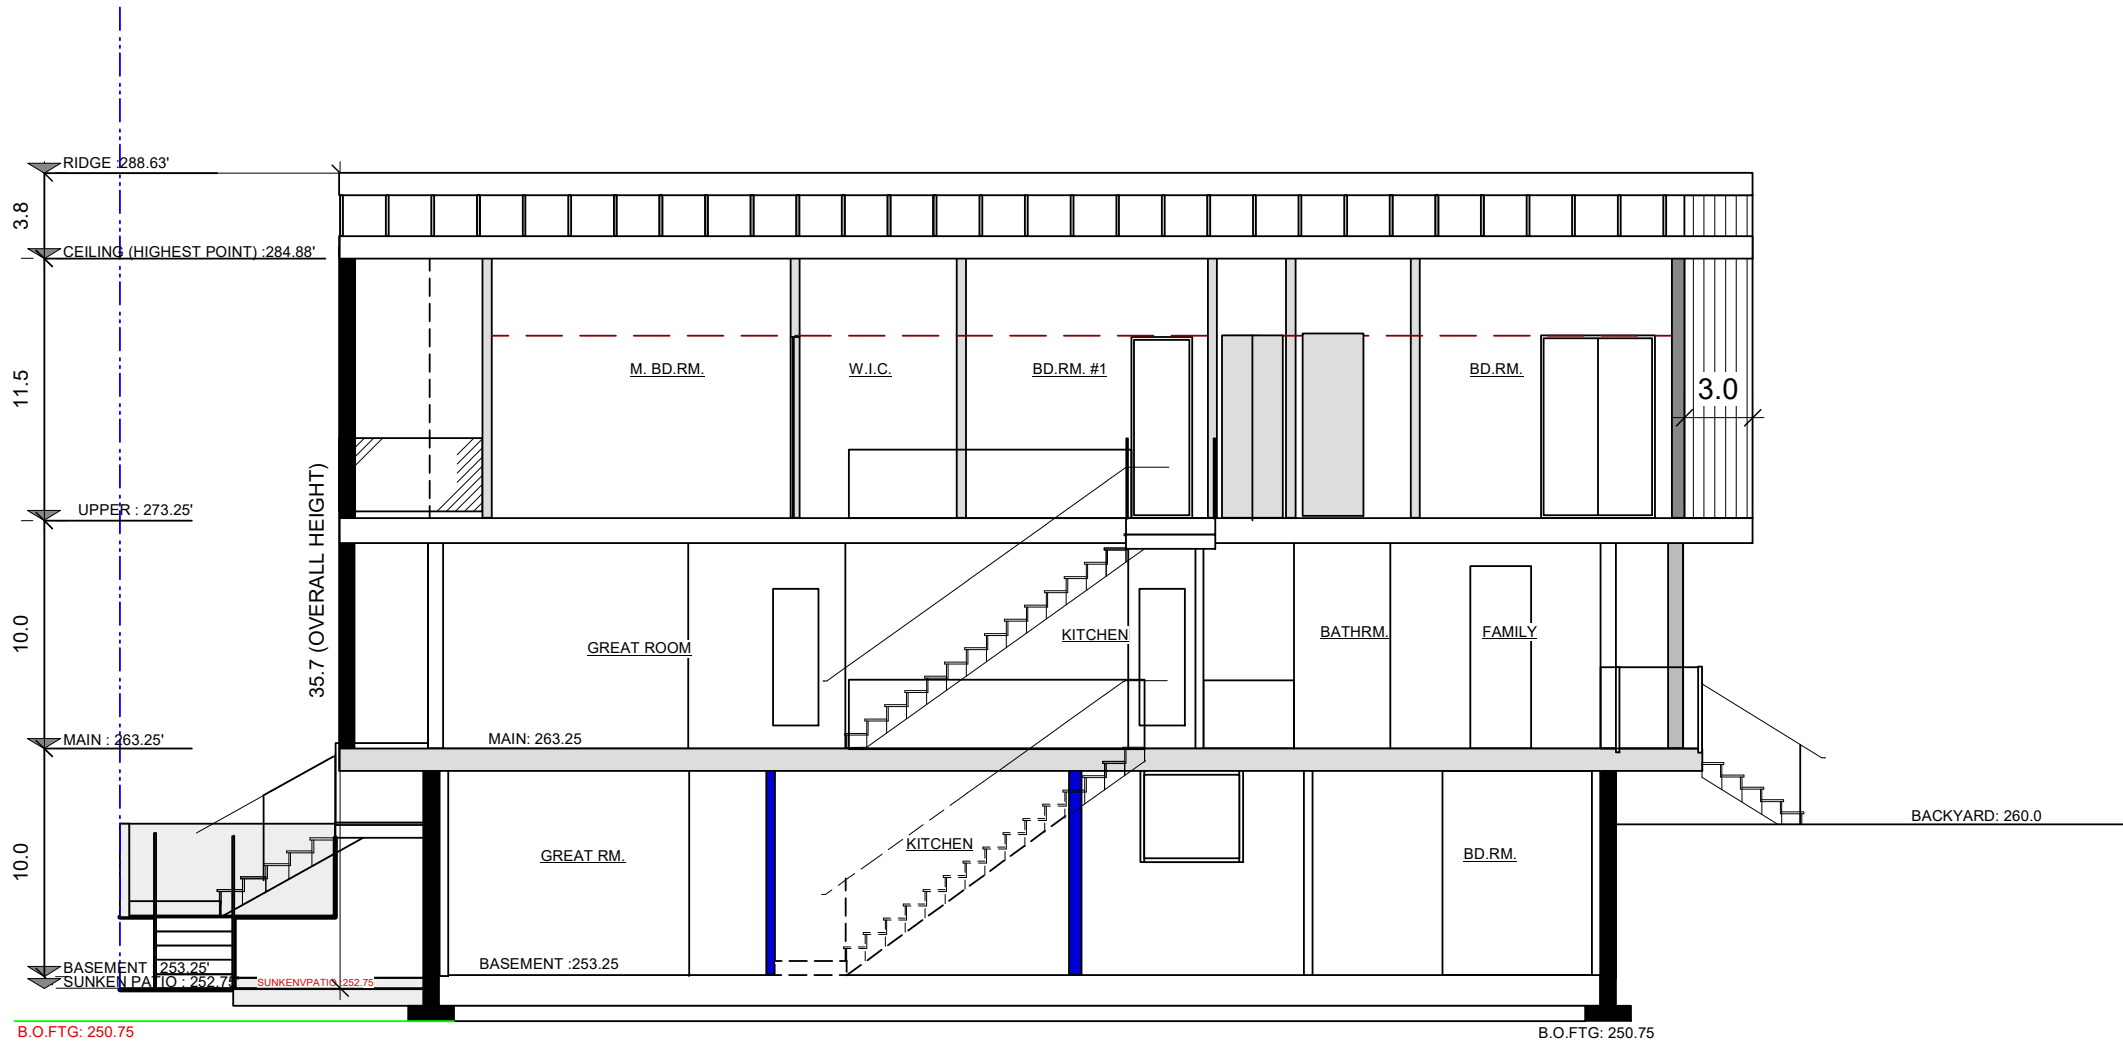 RIDGE :288.63'
3.8
CEILING (HIGHEST POINT) :284.88'
11.5
M. BD.RM.
W.I.C.
BD.RM. #1
BD.RM.
3.0
UPPER : 273.25'
35.7 (OVERALL HEIGHT)
10.0
GREAT ROOM
KITCHEN
BATHRM.
FAMILY
MAIN : 263.25'
MAIN: 263.25
BACKYARD: 260.0
10.0
GREAT RM.
KITCHEN
BD.RM.
BASEMENT : 253.25'
BASEMENT :253.25
SUNKEN PATIO : 252.75'
SUNKENVPATIO :252.75
B.O.FTG: 250.75
B.O.FTG: 250.75